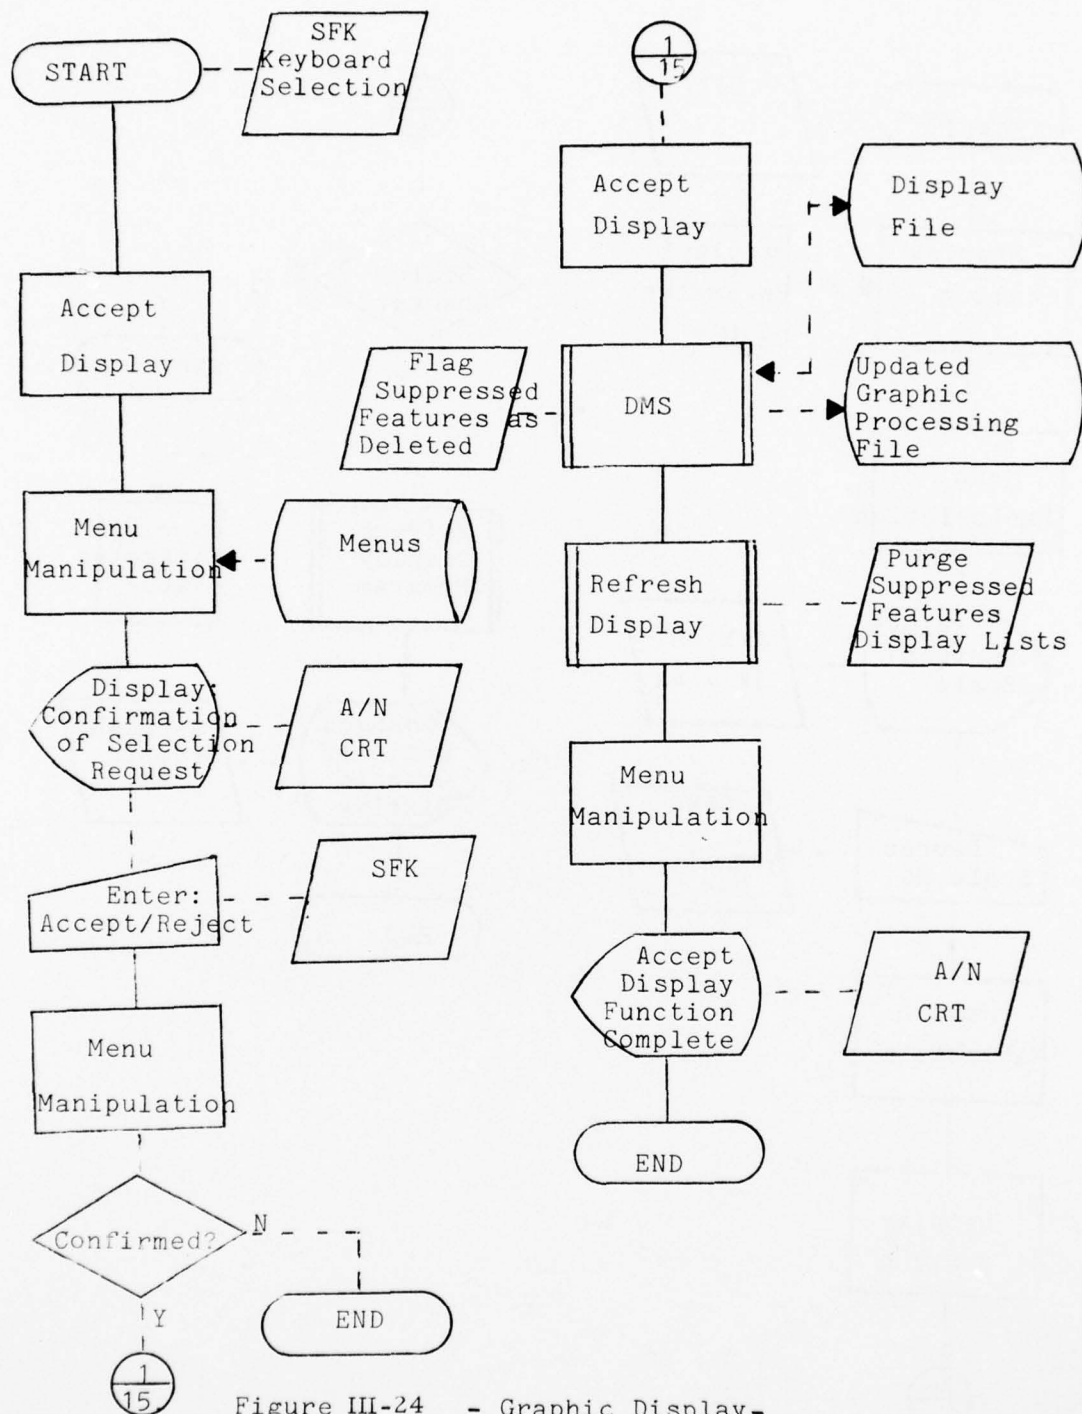 START
SFK
Keyboard
Selection
Accept
Display
Menu
Manipulation
Menus
Display:
Confirmation
of Selection
Request
A/N
CRT
Enter:
Accept/Reject
SFK
Menu
Manipulation
Confirmed?
N
END
Y
1
15
1
15
Accept
Display
Display
File
Flag
Suppressed
Features as
Deleted
DMS
Updated
Graphic
Processing
File
Refresh
Display
Purge
Suppressed
Features
Display Lists
Menu
Manipulation
Accept
Display
Function
Complete
A/N
CRT
END
Figure III-24 - Graphic Display-